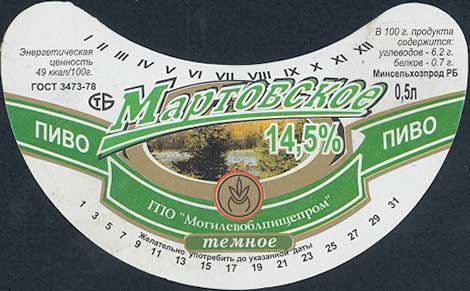 I II III IV V VI VII VIII IX X XI XII
Энергетическая
ценность
49 ккал/100г.
ГОСТ 3473-78
В 100 г. продукта
содержится:
углеводов - 6.2 г.
белков - 0.7 г.
Минсельхозпрод РБ
0,5л
СТБ
Мартовское
14,5%
ПИВО
ПИВО
ГПО "Могилевоблпищепром"
темное
Желательно употребить до указанной даты
1 3 5 7 9 11 13 15 17 19 21 23 25 27 29 31